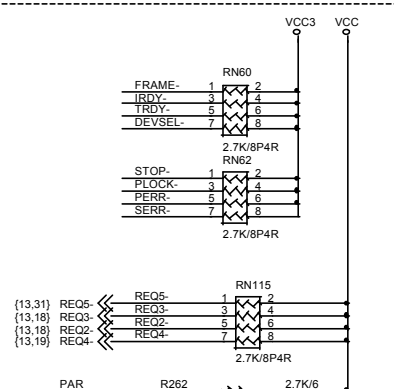 VCC3 VCC
RN60
FRAME- 1 2
IRDY- 3 4
TRDY- 5 6
DEVSEL- 7 8
2.7K/8P4R
RN62
STOP- 1 2
PLOCK- 3 4
PERR- 5 6
SERR- 7 8
2.7K/8P4R
RN115
{13,31} REQ5- REQ5- 1 2
{13,18} REQ3- REQ3- 3 4
{13,18} REQ2- REQ2- 5 6
{13,19} REQ4- REQ4- 7 8
2.7K/8P4R
PAR R262 2.7K/6